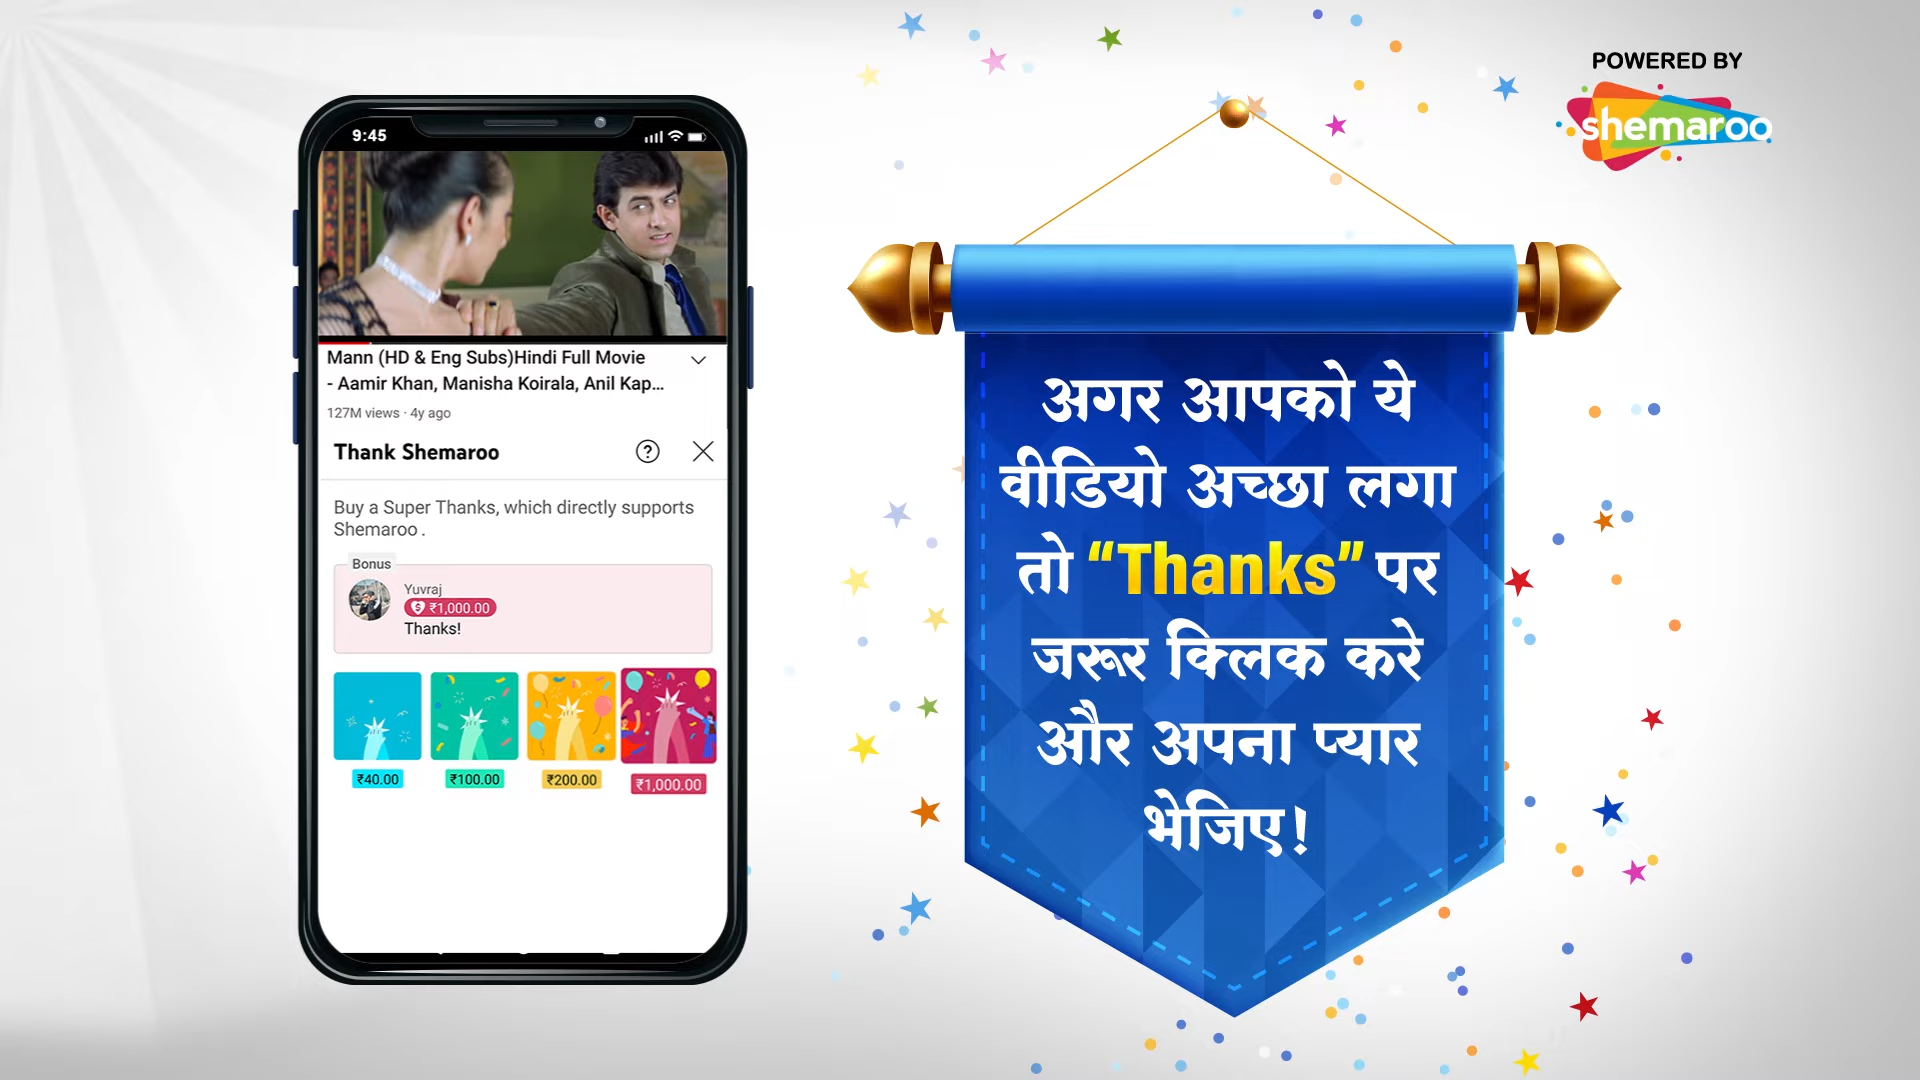 POWERED BY
shemaroo
9:45
Mann (HD & Eng Subs)Hindi Full Movie
- Aamir Khan, Manisha Koirala, Anil Kap...
127M views · 4y ago
Thank Shemaroo
?
Buy a Super Thanks, which directly supports
Shemaroo .
Bonus
Yuvraj
$ ₹1,000.00
Thanks!
₹40.00
₹100.00
₹200.00
₹1,000.00
अगर आपको ये
वीडियो अच्छा लगा
तो “Thanks” पर
जरूर क्लिक करे
और अपना प्यार
भेजिए!